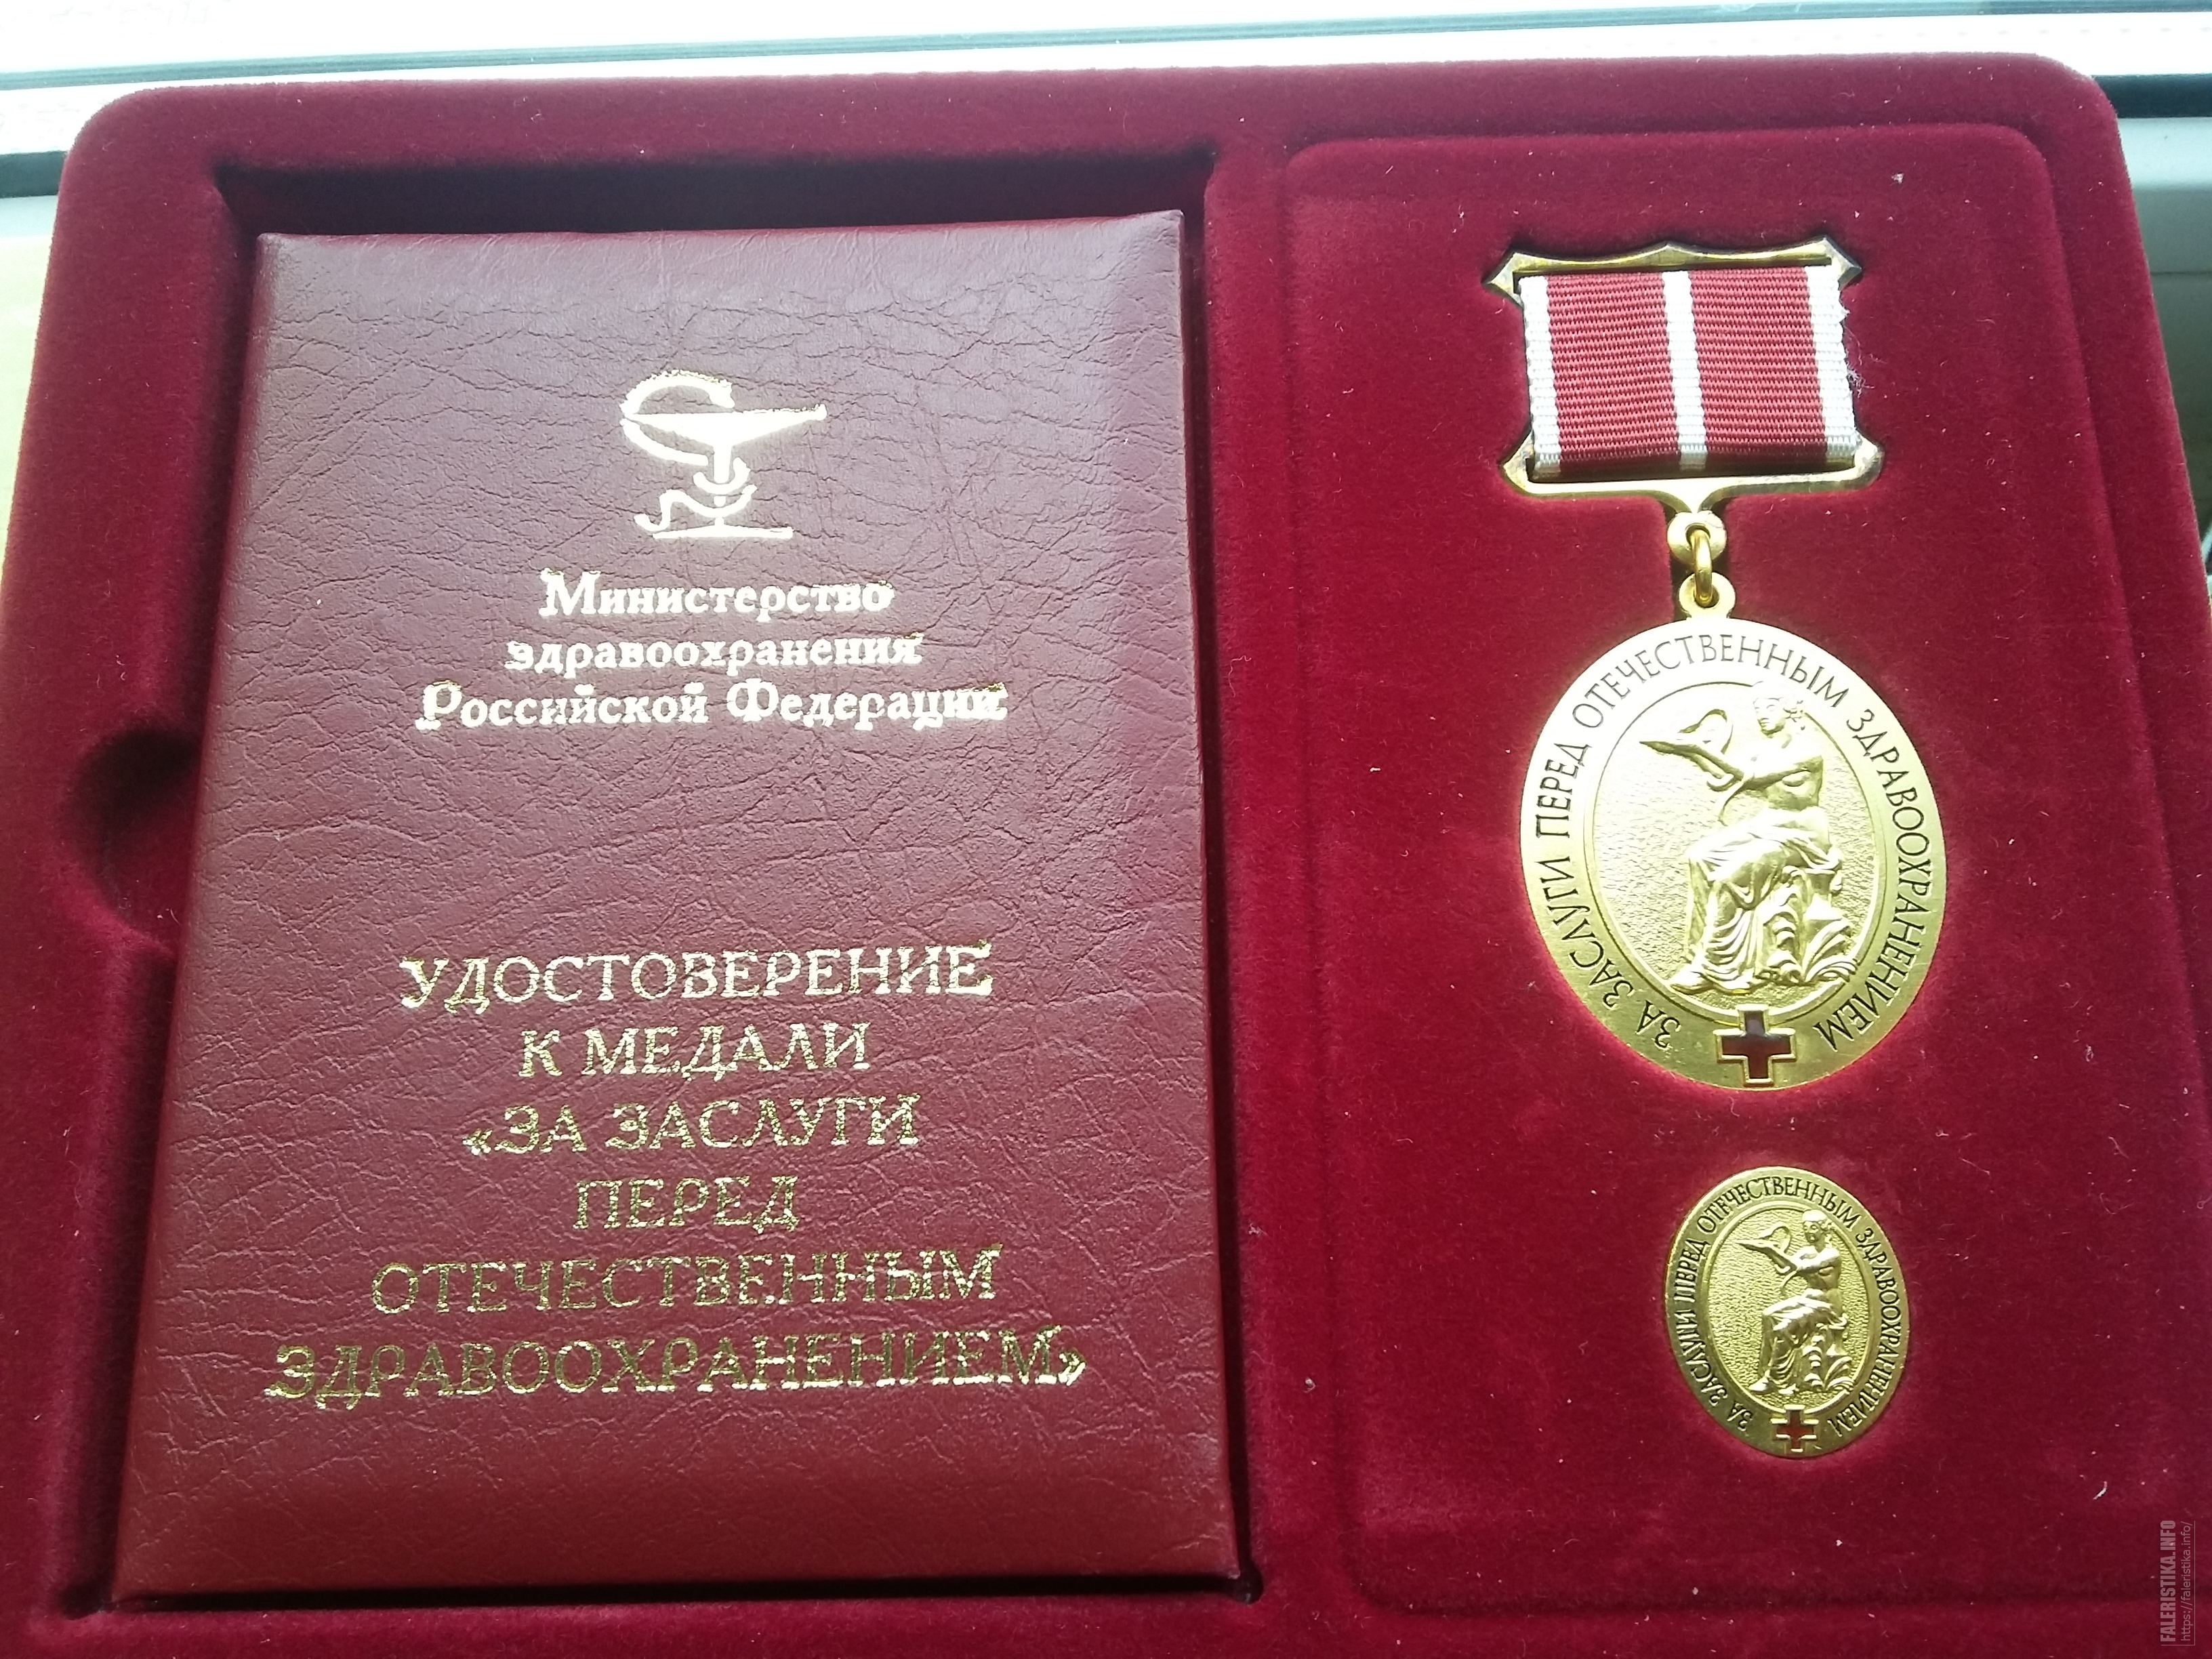 Министерство
здравоохранения
Российской Федерации
УДОСТОВЕРЕНИЕ
К МЕДАЛИ
«ЗА ЗАСЛУГИ
ПЕРЕД
ОТЕЧЕСТВЕННЫМ
ЗДРАВООХРАНЕНИЕМ»
ЗА ЗАСЛУГИ ПЕРЕД ОТЕЧЕСТВЕННЫМ ЗДРАВООХРАНЕНИЕМ
ЗА ЗАСЛУГИ ПЕРЕД ОТЕЧЕСТВЕННЫМ ЗДРАВООХРАНЕНИЕМ
FALERISTIKA.INFO
https://faleristika.info/